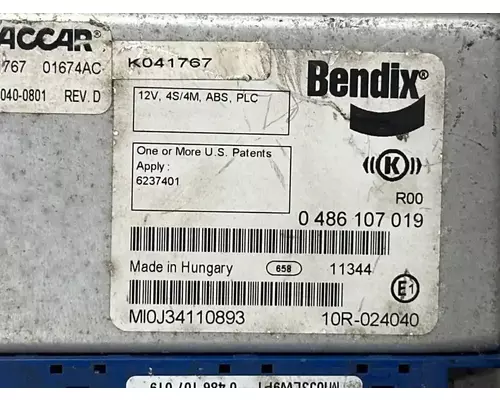 ACCAR®
767 01674AC
040-0801 REV. D
K041767
Bendix®
12V, 4S/4M, ABS, PLC
One or More U.S. Patents
Apply :
6237401
K
R00
0 486 107 019
Made in Hungary 658 11344
E1
MI0J34110893 10R-024040